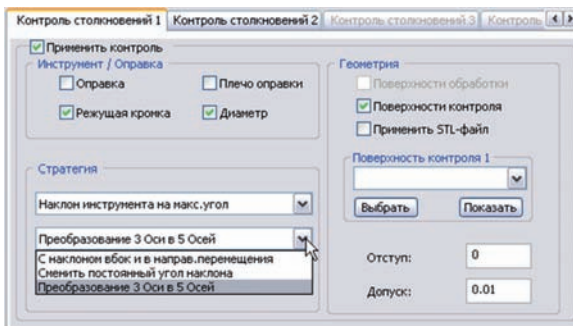 Контроль столкновений 1 Контроль столкновений 2 Контроль столкновений 3 Контроль
Применить контроль
Инструмент / Оправка
Оправка Плечо оправки
Режущая кромка Диаметр
Стратегия
Наклон инструмента на макс.угол
Преобразование 3 Оси в 5 Осей
С наклоном вбок и в направ.перемещения
Сменить постоянный угол наклона
Преобразование 3 Оси в 5 Осей
Геометрия
Поверхности обработки
Поверхности контроля
Применить STL-файл
Поверхность контроля 1
Выбрать Показать
Отступ: 0
Допуск: 0.01